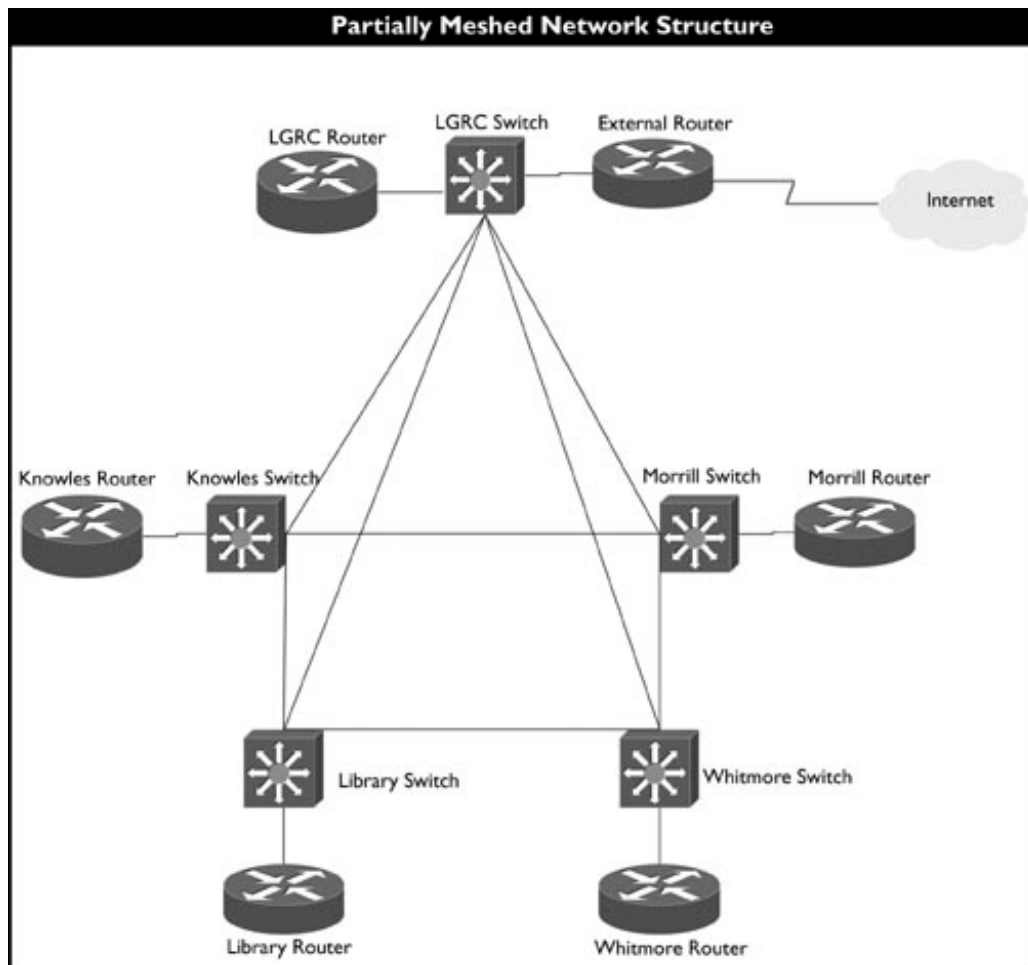 Partially Meshed Network Structure
LGRC Router
LGRC Switch
External Router
Internet
Knowles Router
Knowles Switch
Morrill Switch
Morrill Router
Library Switch
Whitmore Switch
Library Router
Whitmore Router